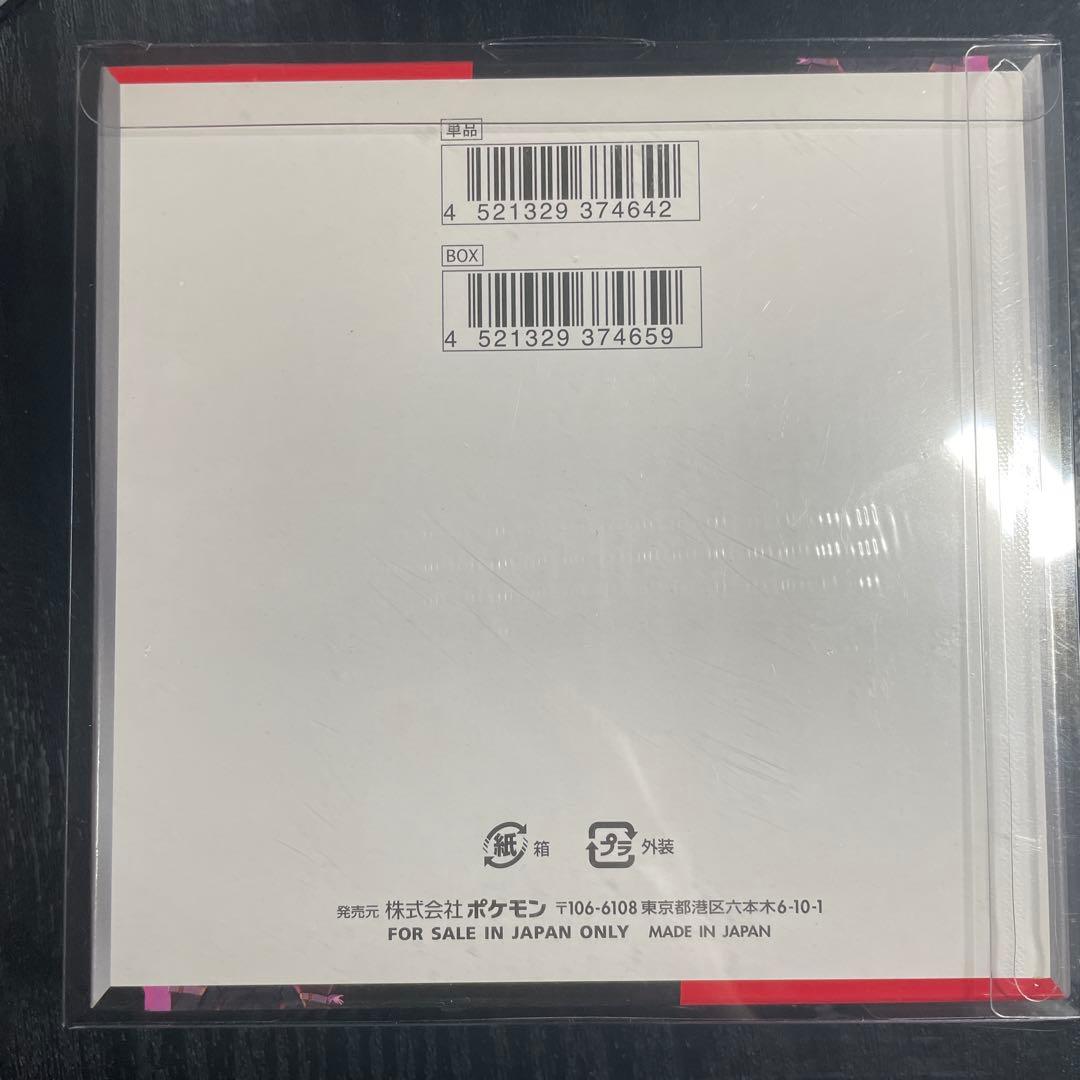 単品
4 521329 374642
BOX
4 521329 374659
紙 箱 プラ 外装
発売元 株式会社 ポケモン 〒106-6108 東京都港区六本木6-10-1
FOR SALE IN JAPAN ONLY MADE IN JAPAN